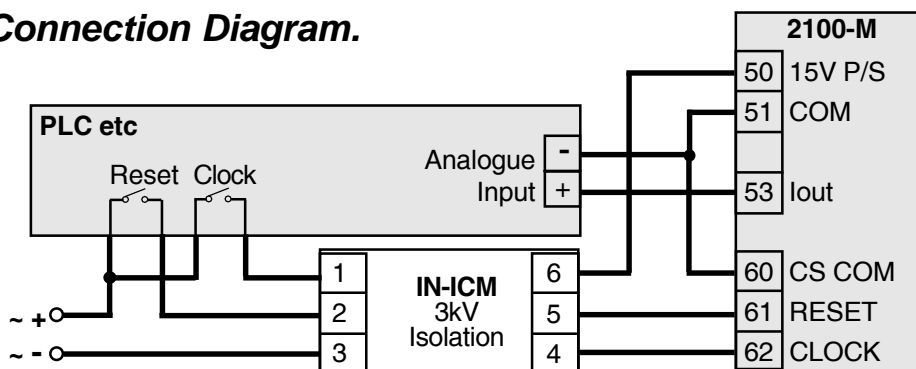 Connection Diagram.
2100-M
50 15V P/S
51 COM
53 Iout
60 CS COM
61 RESET
62 CLOCK
PLC etc
Reset Clock
Analogue -
Input +
1 6
2 5
3 4
IN-ICM
3kV
Isolation
~ +
~ -